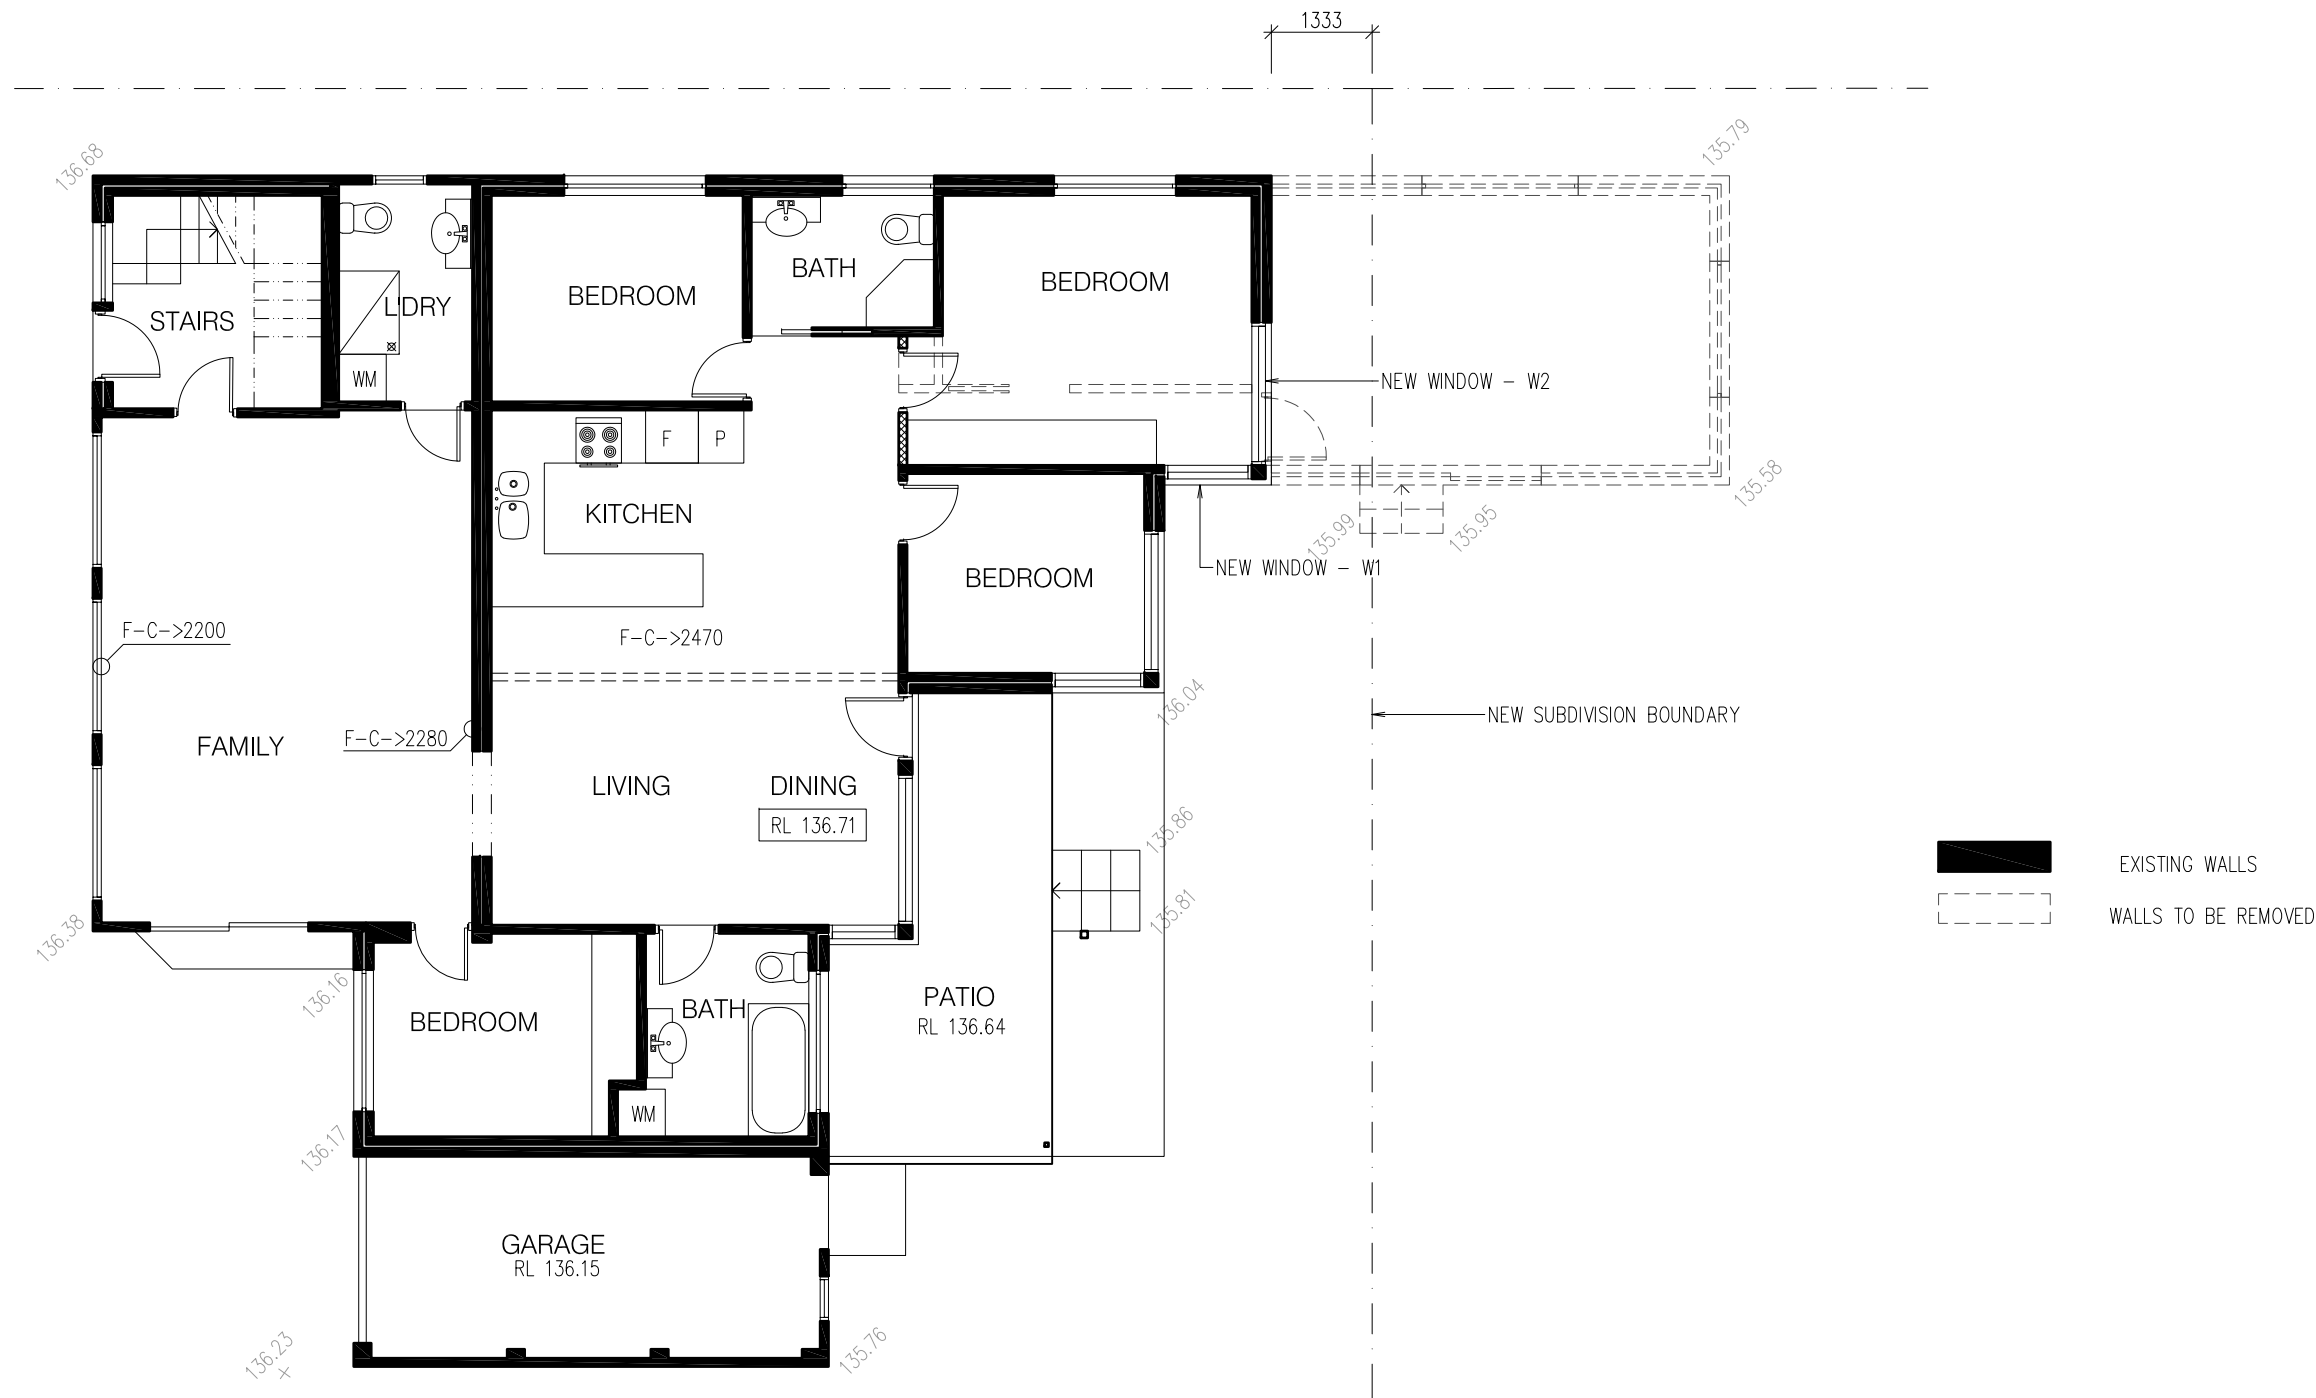 1333
136.68
135.79
BATH
BEDROOM
BEDROOM
L'DRY
STAIRS
WM
NEW WINDOW - W2
F
P
135.58
KITCHEN
135.99
135.95
NEW WINDOW - W1
BEDROOM
F-C->2200
F-C->2470
136.04
NEW SUBDIVISION BOUNDARY
FAMILY
F-C->2280
LIVING
DINING
RL 136.71
135.86
EXISTING WALLS
135.81
WALLS TO BE REMOVED
136.38
136.16
PATIO
RL 136.64
BATH
BEDROOM
WM
136.17
GARAGE
RL 136.15
136.23
135.76